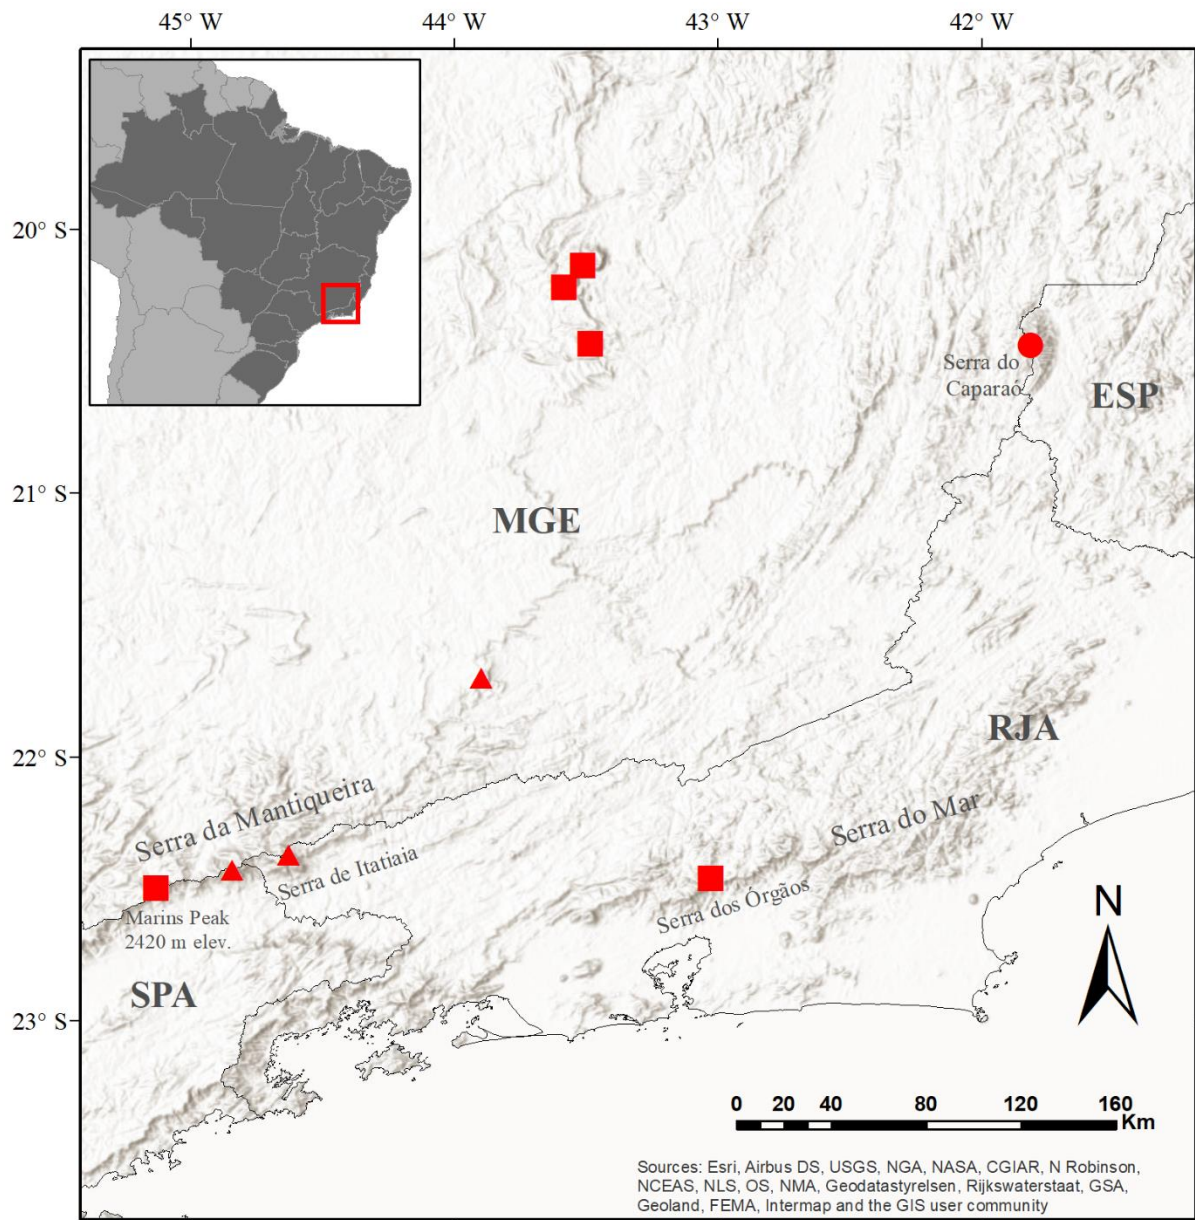 45° W 44° W 43° W 42° W
20° S
21° S
22° S
23° S
Serra do
Caparaó
ESP
MGE
RJA
Serra da Mantiqueira
Serra do Mar
Serra de Itatiaia
Serra dos Órgãos
Marins Peak
2420 m elev.
SPA
N
0 20 40 80 120 160
Km
Sources: Esri, Airbus DS, USGS, NGA, NASA, CGIAR, N Robinson,
NCEAS, NLS, OS, NMA, Geodatastyrelsen, Rijkswaterstaat, GSA,
Geoland, FEMA, Intermap and the GIS user community